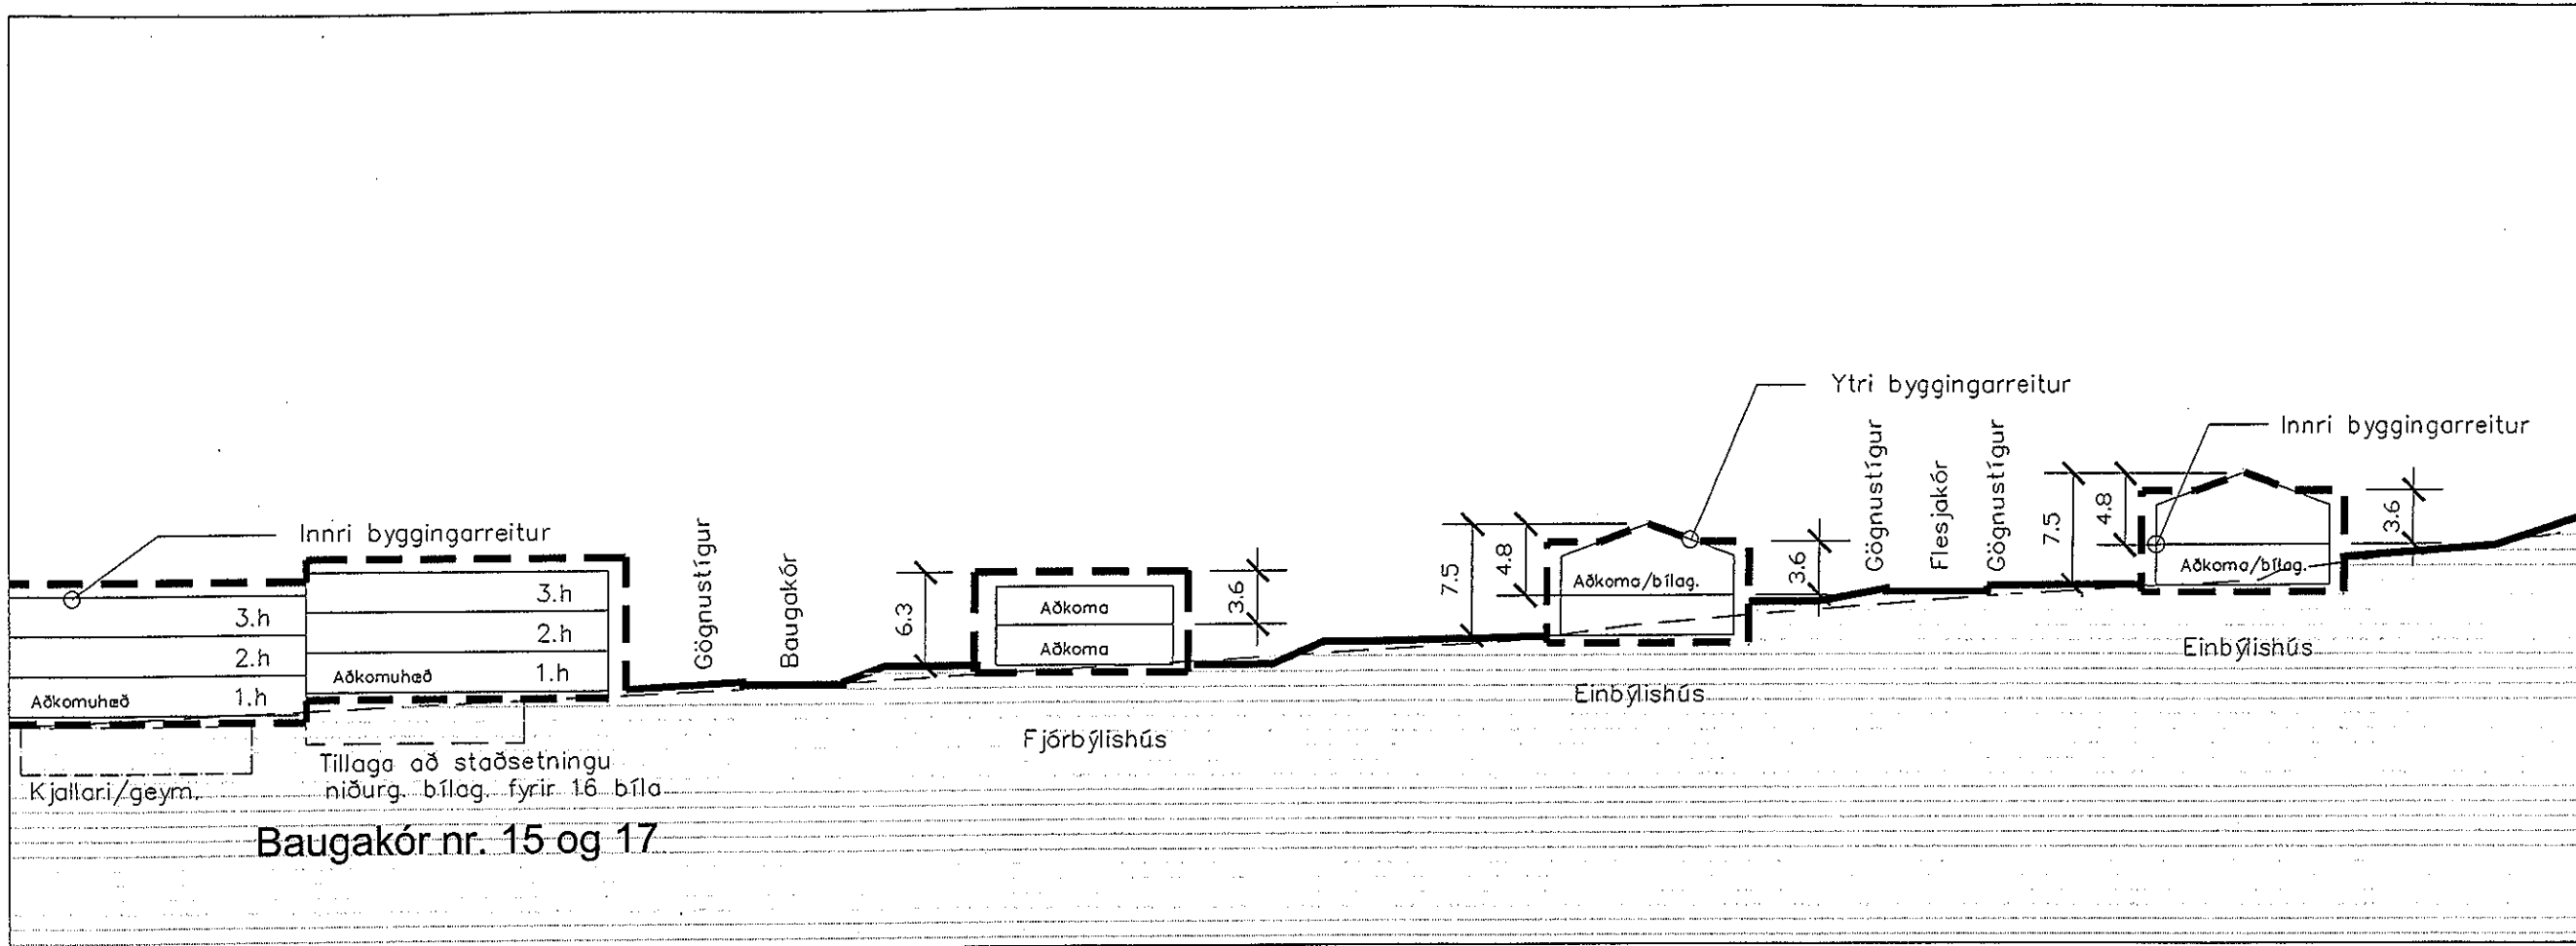 Innri byggingarreitur
3.h
2.h
Aðkomuhæð 1.h
3.h
2.h
Aðkomuhæð 1.h
Kjallari/geym.
Tillaga að staðsetningu
niðurg. bílag. fyrir 16 bíla
Baugakór nr. 15 og 17
Gögnustígur
Baugakór
6.3
Aðkoma
Aðkoma
3.6
Fjórbýlishús
7.5
4.8
Aðkoma/bílag.
3.6
Einbýlishús
Ytri byggingarreitur
Gögnustígur
Flesjakór
Gögnustígur
7.5
4.8
Innri byggingarreitur
Aðkoma/bílag.
3.6
Einbýlishús